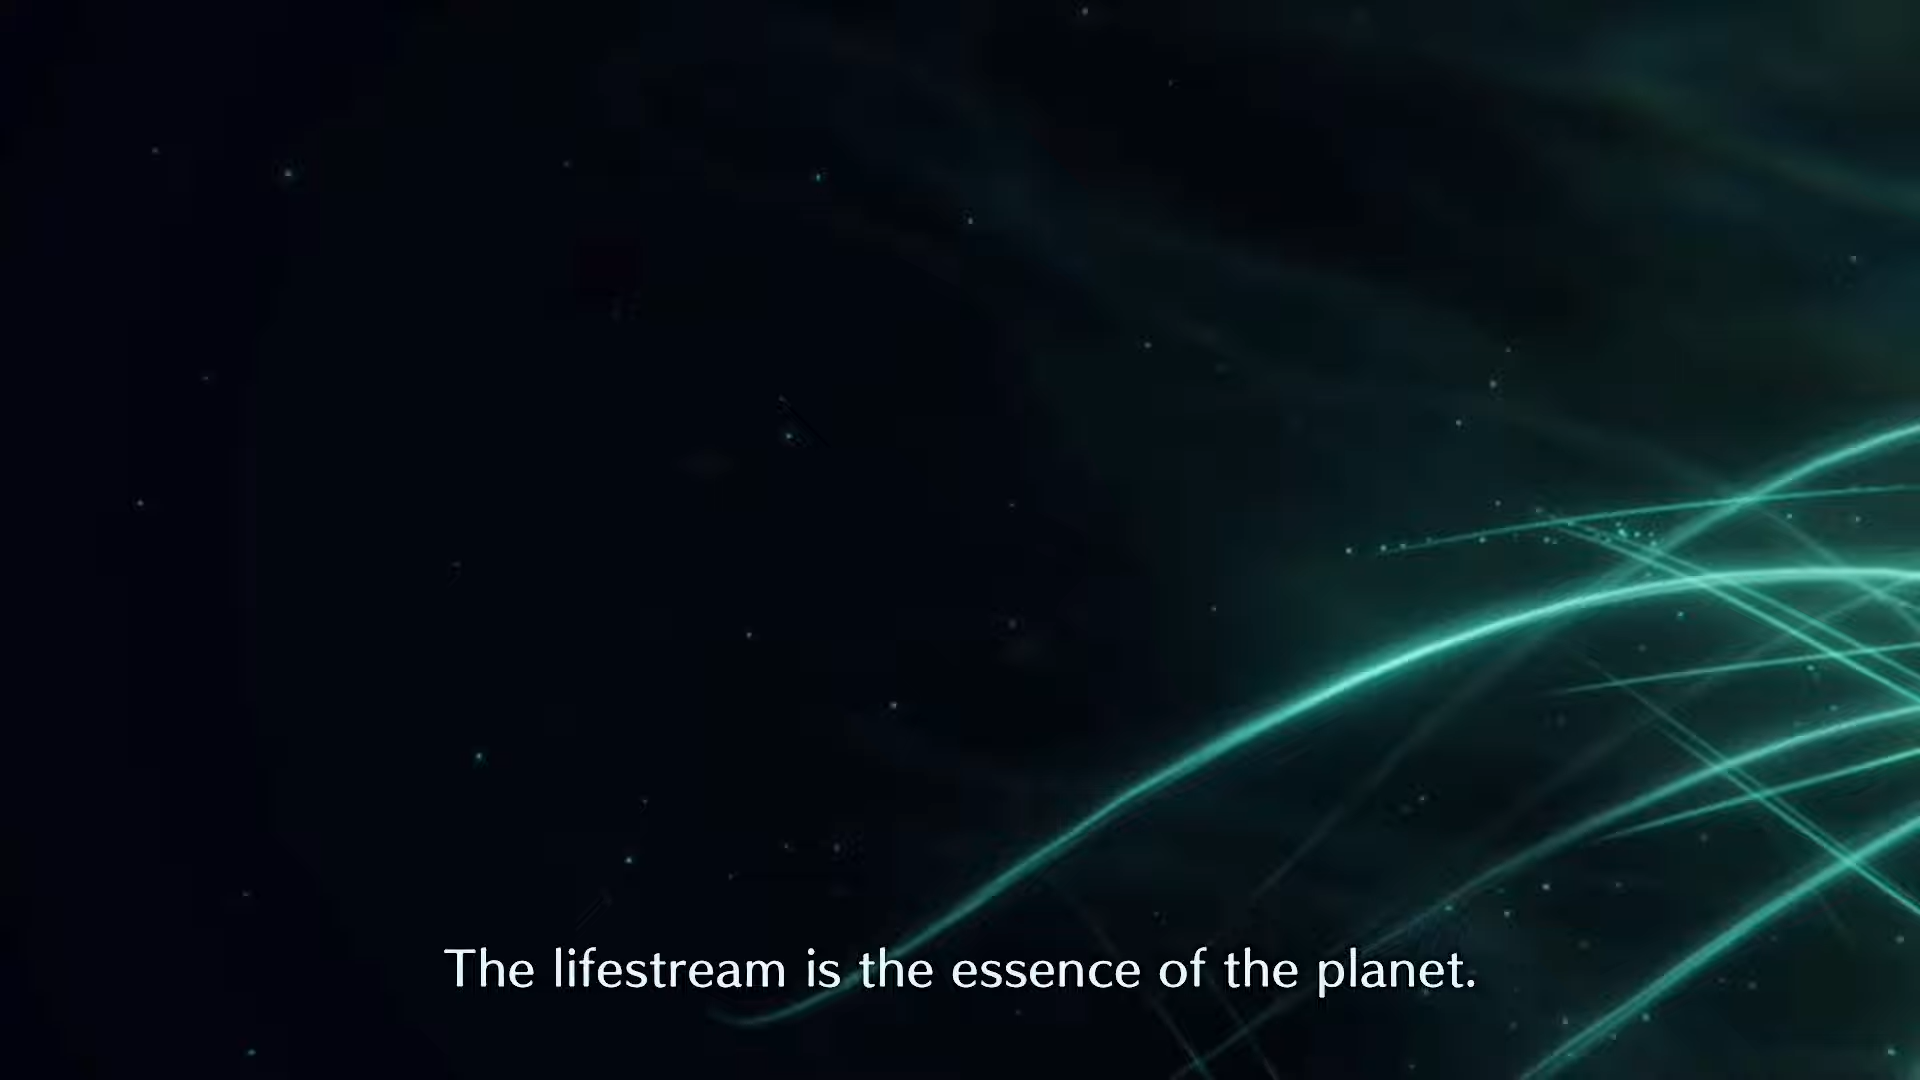 The lifestream is the essence of the planet.